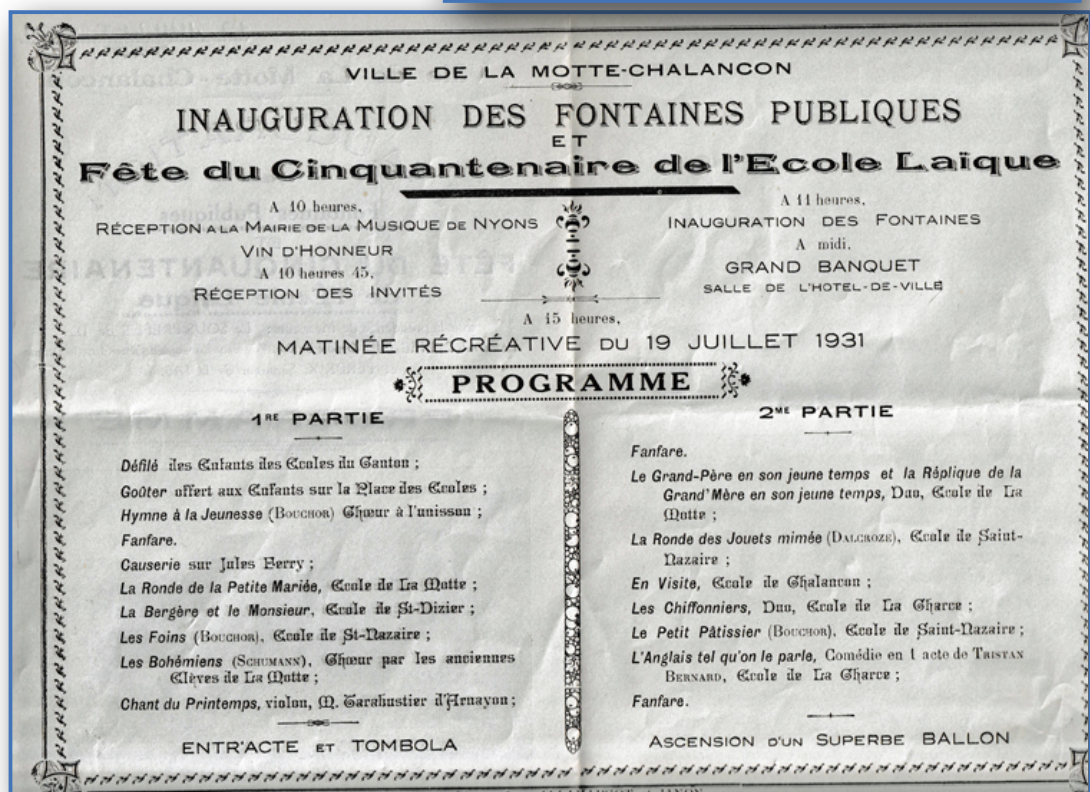 VILLE DE LA MOTTE-CHALANCON
INAUGURATION DES FONTAINES PUBLIQUES
ET
Fête du Cinquantenaire de l'Ecole Laïque
A 10 heures,
RÉCEPTION A LA MAIRIE DE LA MUSIQUE DE NYONS
VIN D'HONNEUR
A 10 heures 45,
RÉCEPTION DES INVITÉS
A 11 heures,
INAUGURATION DES FONTAINES
A midi,
GRAND BANQUET
SALLE DE L'HOTEL-DE-VILLE
A 15 heures,
MATINÉE RÉCRÉATIVE DU 19 JUILLET 1931
PROGRAMME
1RE PARTIE
Défilé des Enfants des Ecoles du Canton ;
Goûter offert aux Enfants sur la Place des Ecoles ;
Hymne à la Jeunesse (BOUCHOR) Chœur à l'unisson ;
Fanfare.
Causerie sur Jules Ferry ;
La Ronde de la Petite Mariée, Ecole de La Motte ;
La Bergère et le Monsieur, Ecole de St-Dizier ;
Les Foins (BOUCHOR), Ecole de St-Nazaire ;
Les Bohémiens (SCHUMANN), Chœur par les anciennes
Elèves de La Motte ;
Chant du Printemps, violon, M. Garabustier d'Arnayon ;
ENTR'ACTE ET TOMBOLA
2ME PARTIE
Fanfare.
Le Grand-Père en son jeune temps et la Réplique de la
Grand'Mère en son jeune temps, Duo, Ecole de La
Motte ;
La Ronde des Jouets mimée (DALCROZE), Ecole de Saint-
Nazaire ;
En Visite, Ecole de Chalancon ;
Les Chiffonniers, Duo, Ecole de La Charce ;
Le Petit Pâtissier (BOUCHOR), Ecole de Saint-Nazaire ;
L'Anglais tel qu'on le parle, Comédie en 1 acte de TRISTAN
BERNARD, Ecole de La Charce ;
Fanfare.
ASCENSION D'UN SUPERBE BALLON